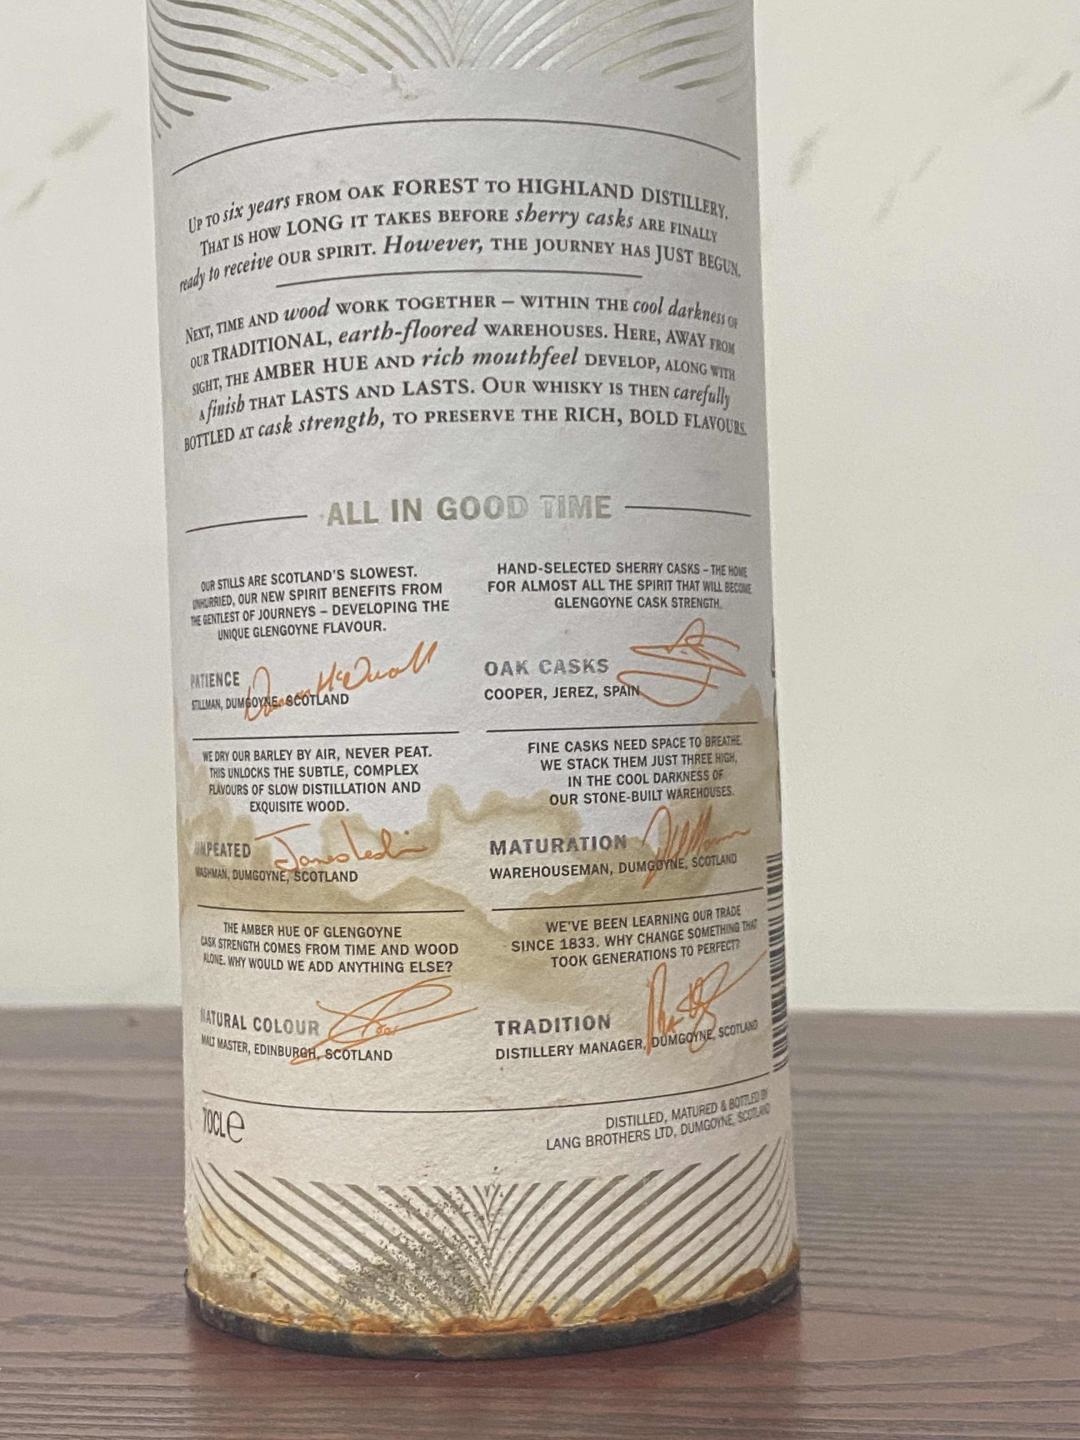 UP TO six years FROM OAK FOREST TO HIGHLAND DISTILLERY.
THAT IS HOW LONG IT TAKES BEFORE sherry casks ARE FINALLY
ready to receive OUR SPIRIT. However, THE JOURNEY HAS JUST BEGUN.
NEXT, TIME AND wood WORK TOGETHER – WITHIN THE cool darkness OF
OUR TRADITIONAL, earth-floored WAREHOUSES. HERE, AWAY FROM
SIGHT, THE AMBER HUE AND rich mouthfeel DEVELOP, ALONG WITH
A finish THAT LASTS AND LASTS. OUR WHISKY IS THEN carefully
BOTTLED AT cask strength, TO PRESERVE THE RICH, BOLD FLAVOURS.
ALL IN GOOD TIME
OUR STILLS ARE SCOTLAND'S SLOWEST.
UNHURRIED, OUR NEW SPIRIT BENEFITS FROM
THE GENTLEST OF JOURNEYS – DEVELOPING THE
UNIQUE GLENGOYNE FLAVOUR.
PATIENCE
Duncan McDougall
STILLMAN, DUMGOYNE, SCOTLAND
HAND-SELECTED SHERRY CASKS – THE HOME
FOR ALMOST ALL THE SPIRIT THAT WILL BECOME
GLENGOYNE CASK STRENGTH.
OAK CASKS
COOPER, JEREZ, SPAIN
WE DRY OUR BARLEY BY AIR, NEVER PEAT.
THIS UNLOCKS THE SUBTLE, COMPLEX
FLAVOURS OF SLOW DISTILLATION AND
EXQUISITE WOOD.
UNPEATED
James Leslie
MASHMAN, DUMGOYNE, SCOTLAND
FINE CASKS NEED SPACE TO BREATHE.
WE STACK THEM JUST THREE HIGH,
IN THE COOL DARKNESS OF
OUR STONE-BUILT WAREHOUSES.
MATURATION
WAREHOUSEMAN, DUMGOYNE, SCOTLAND
THE AMBER HUE OF GLENGOYNE
CASK STRENGTH COMES FROM TIME AND WOOD
ALONE. WHY WOULD WE ADD ANYTHING ELSE?
NATURAL COLOUR
MALT MASTER, EDINBURGH, SCOTLAND
WE'VE BEEN LEARNING OUR TRADE
SINCE 1833. WHY CHANGE SOMETHING THAT
TOOK GENERATIONS TO PERFECT?
TRADITION
DISTILLERY MANAGER, DUMGOYNE, SCOTLAND
70CLe
DISTILLED, MATURED & BOTTLED BY
LANG BROTHERS LTD, DUMGOYNE, SCOTLAND